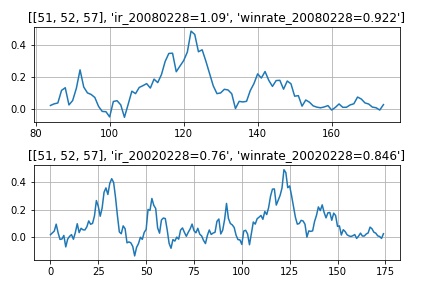 [[51, 52, 57], 'ir_20080228=1.09', 'winrate_20080228=0.922']
0.4
0.2
0.0
80 100 120 140 160
[[51, 52, 57], 'ir_20020228=0.76', 'winrate_20020228=0.846']
0.4
0.2
0.0
0 25 50 75 100 125 150 175